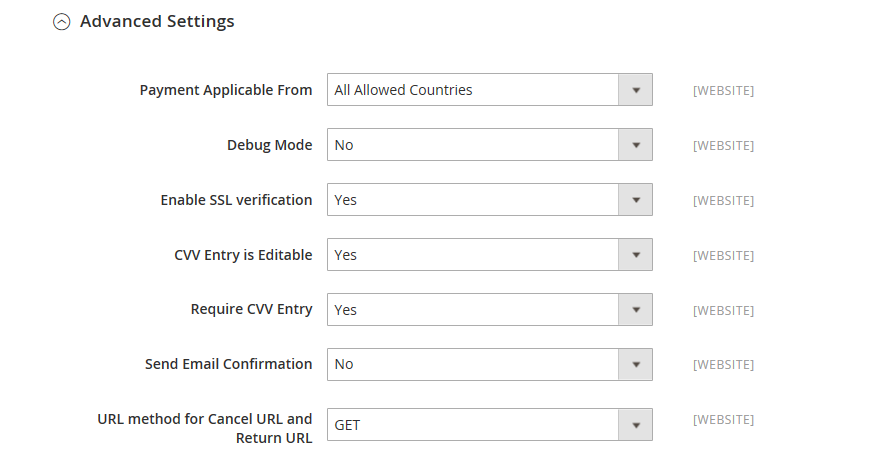 Advanced Settings
Payment Applicable From All Allowed Countries [WEBSITE]
Debug Mode No [WEBSITE]
Enable SSL verification Yes [WEBSITE]
CVV Entry is Editable Yes [WEBSITE]
Require CVV Entry Yes [WEBSITE]
Send Email Confirmation No [WEBSITE]
URL method for Cancel URL and GET [WEBSITE]
Return URL